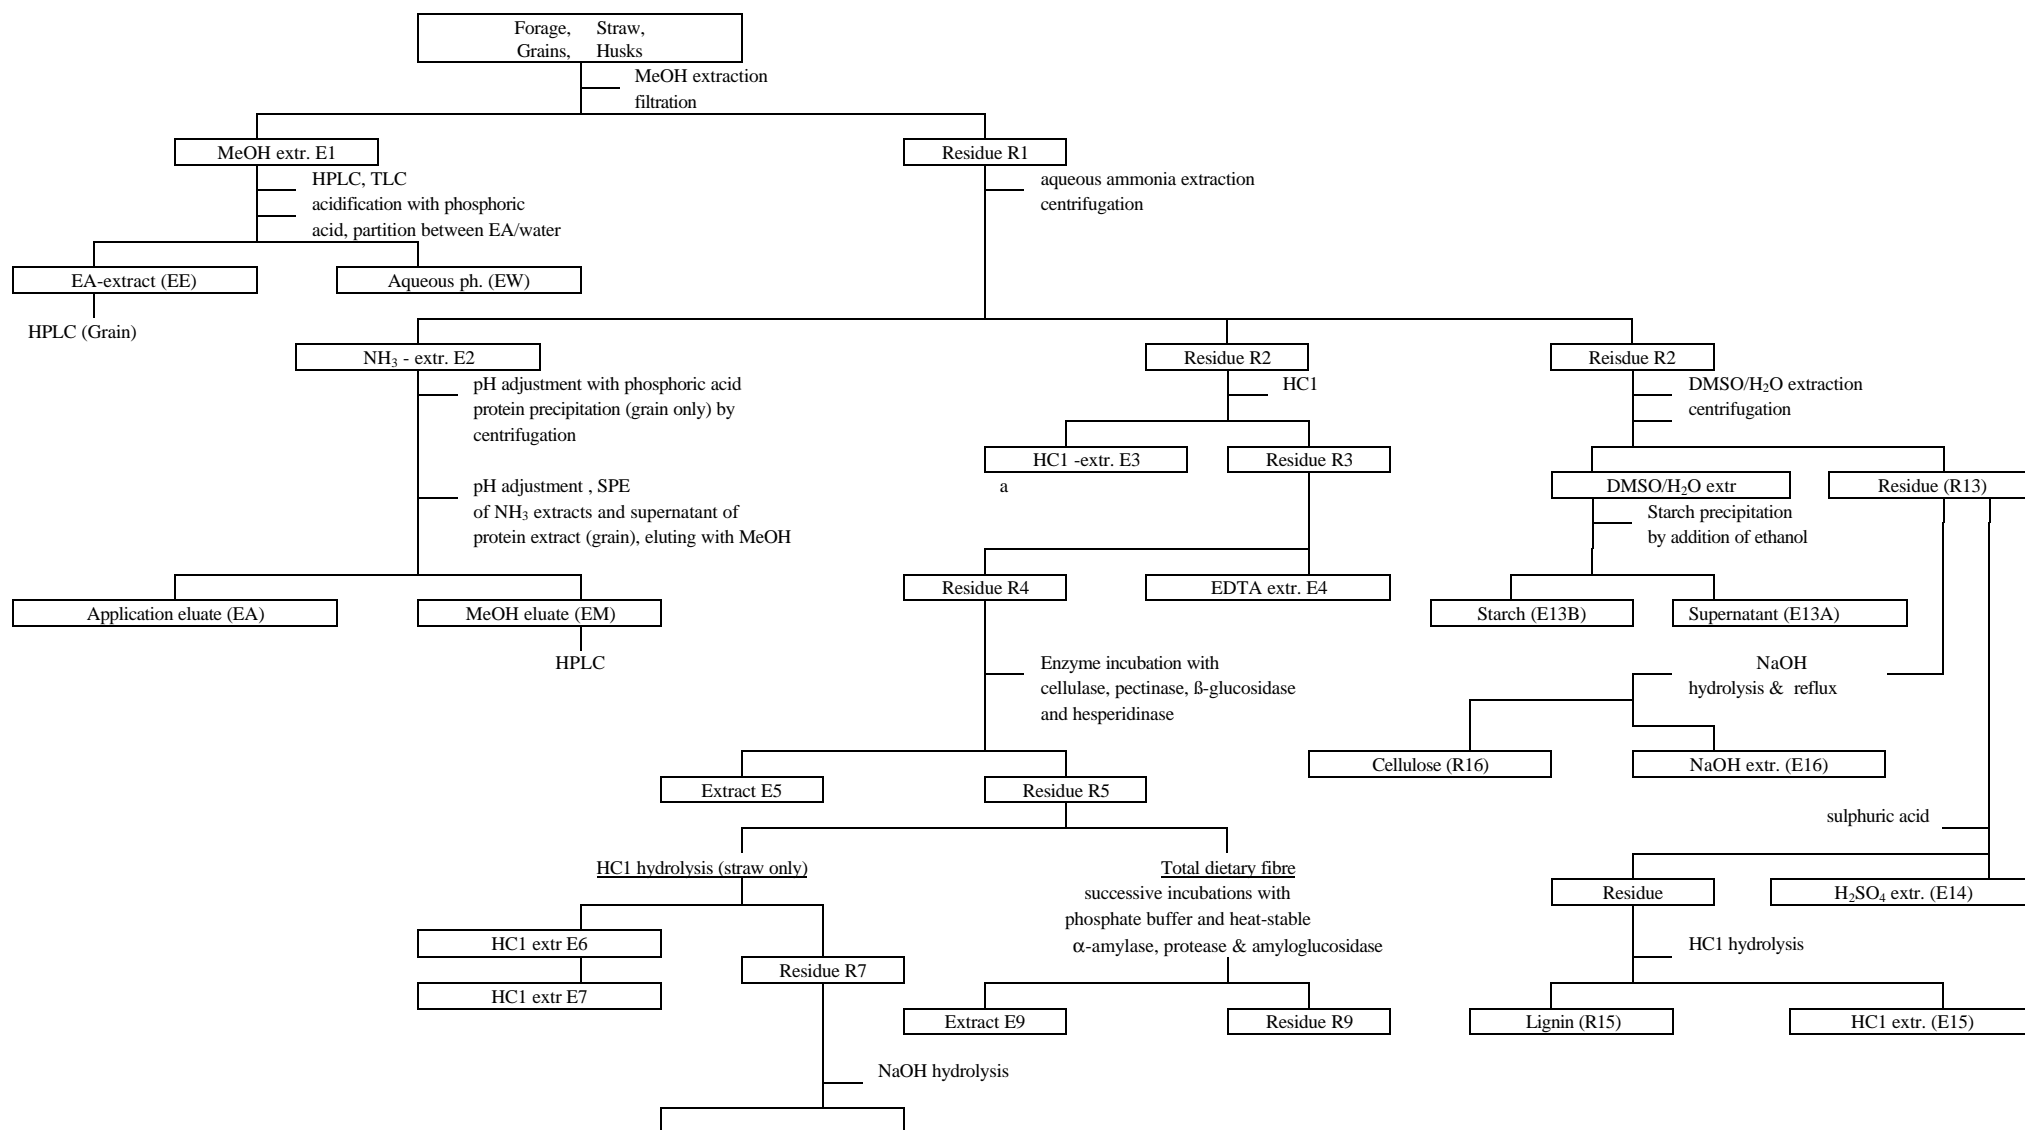 Forage, Straw,
Grains, Husks
MeOH extraction
filtration
MeOH extr. E1
Residue R1
HPLC, TLC
acidification with phosphoric
acid, partition between EA/water
aqueous ammonia extraction
centrifugation
EA-extract (EE)
Aqueous ph. (EW)
HPLC (Grain)
NH₃ - extr. E2
Residue R2
Reisdue R2
pH adjustment with phosphoric acid
protein precipitation (grain only) by
centrifugation
HC1
DMSO/H₂O extraction
centrifugation
HC1 -extr. E3
Residue R3
a
pH adjustment , SPE
of NH₃ extracts and supernatant of
protein extract (grain), eluting with MeOH
DMSO/H₂O extr
Residue (R13)
Starch precipitation
by addition of ethanol
Residue R4
EDTA extr. E4
Application eluate (EA)
MeOH eluate (EM)
Starch (E13B)
Supernatant (E13A)
HPLC
Enzyme incubation with
cellulase, pectinase, ß-glucosidase
and hesperidinase
NaOH
hydrolysis & reflux
Cellulose (R16)
NaOH extr. (E16)
Extract E5
Residue R5
sulphuric acid
HC1 hydrolysis (straw only)
Total dietary fibre
successive incubations with
phosphate buffer and heat-stable
α-amylase, protease & amyloglucosidase
Residue
H₂SO₄ extr. (E14)
HC1 extr E6
Residue R7
HC1 extr E7
HC1 hydrolysis
Extract E9
Residue R9
Lignin (R15)
HC1 extr. (E15)
NaOH hydrolysis